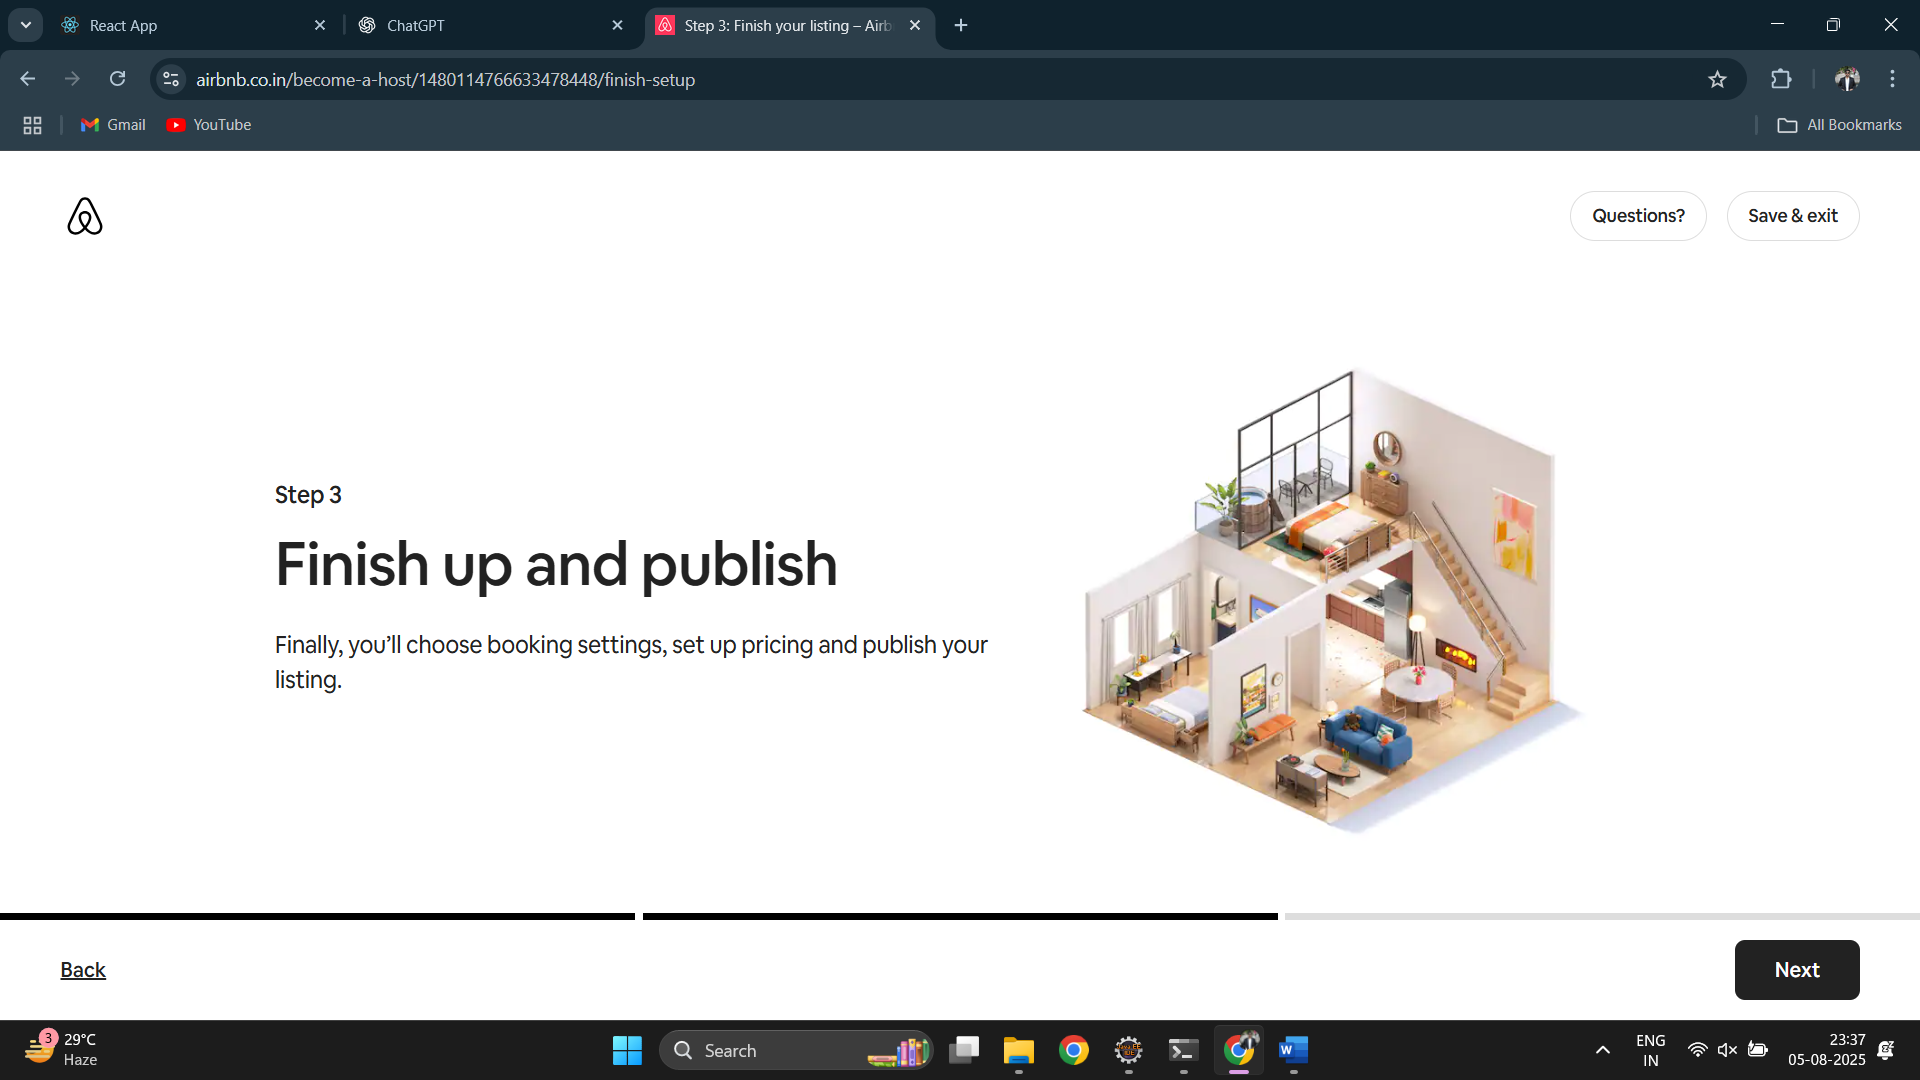 React App
ChatGPT
Step 3: Finish your listing – Airb
airbnb.co.in/become-a-host/1480114766633478448/finish-setup
Gmail
YouTube
All Bookmarks
Questions?
Save & exit
Step 3
Finish up and publish
Finally, you’ll choose booking settings, set up pricing and publish your
listing.
Back
Next
3
29°C
Haze
Search
ENG
IN
23:37
05-08-2025